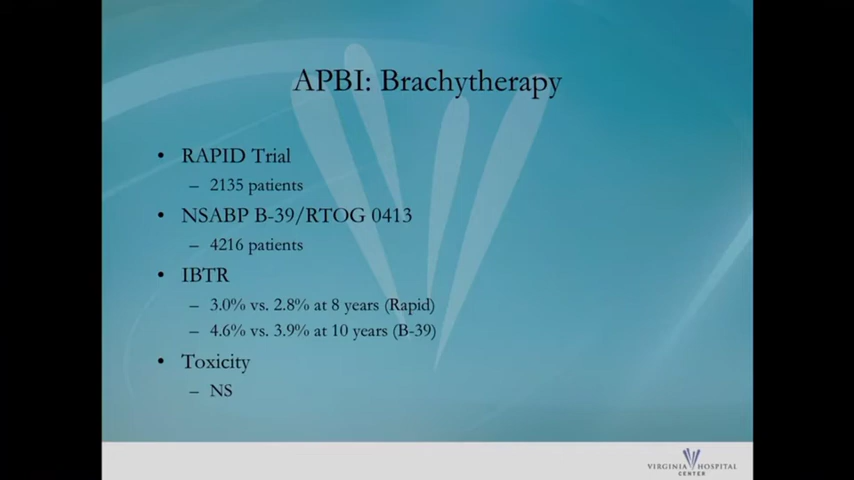 APBI: Brachytherapy
• RAPID Trial
– 2135 patients
• NSABP B-39/RTOG 0413
– 4216 patients
• IBTR
– 3.0% vs. 2.8% at 8 years (Rapid)
– 4.6% vs. 3.9% at 10 years (B-39)
• Toxicity
– NS
VIRGINIA HOSPITAL
CENTER